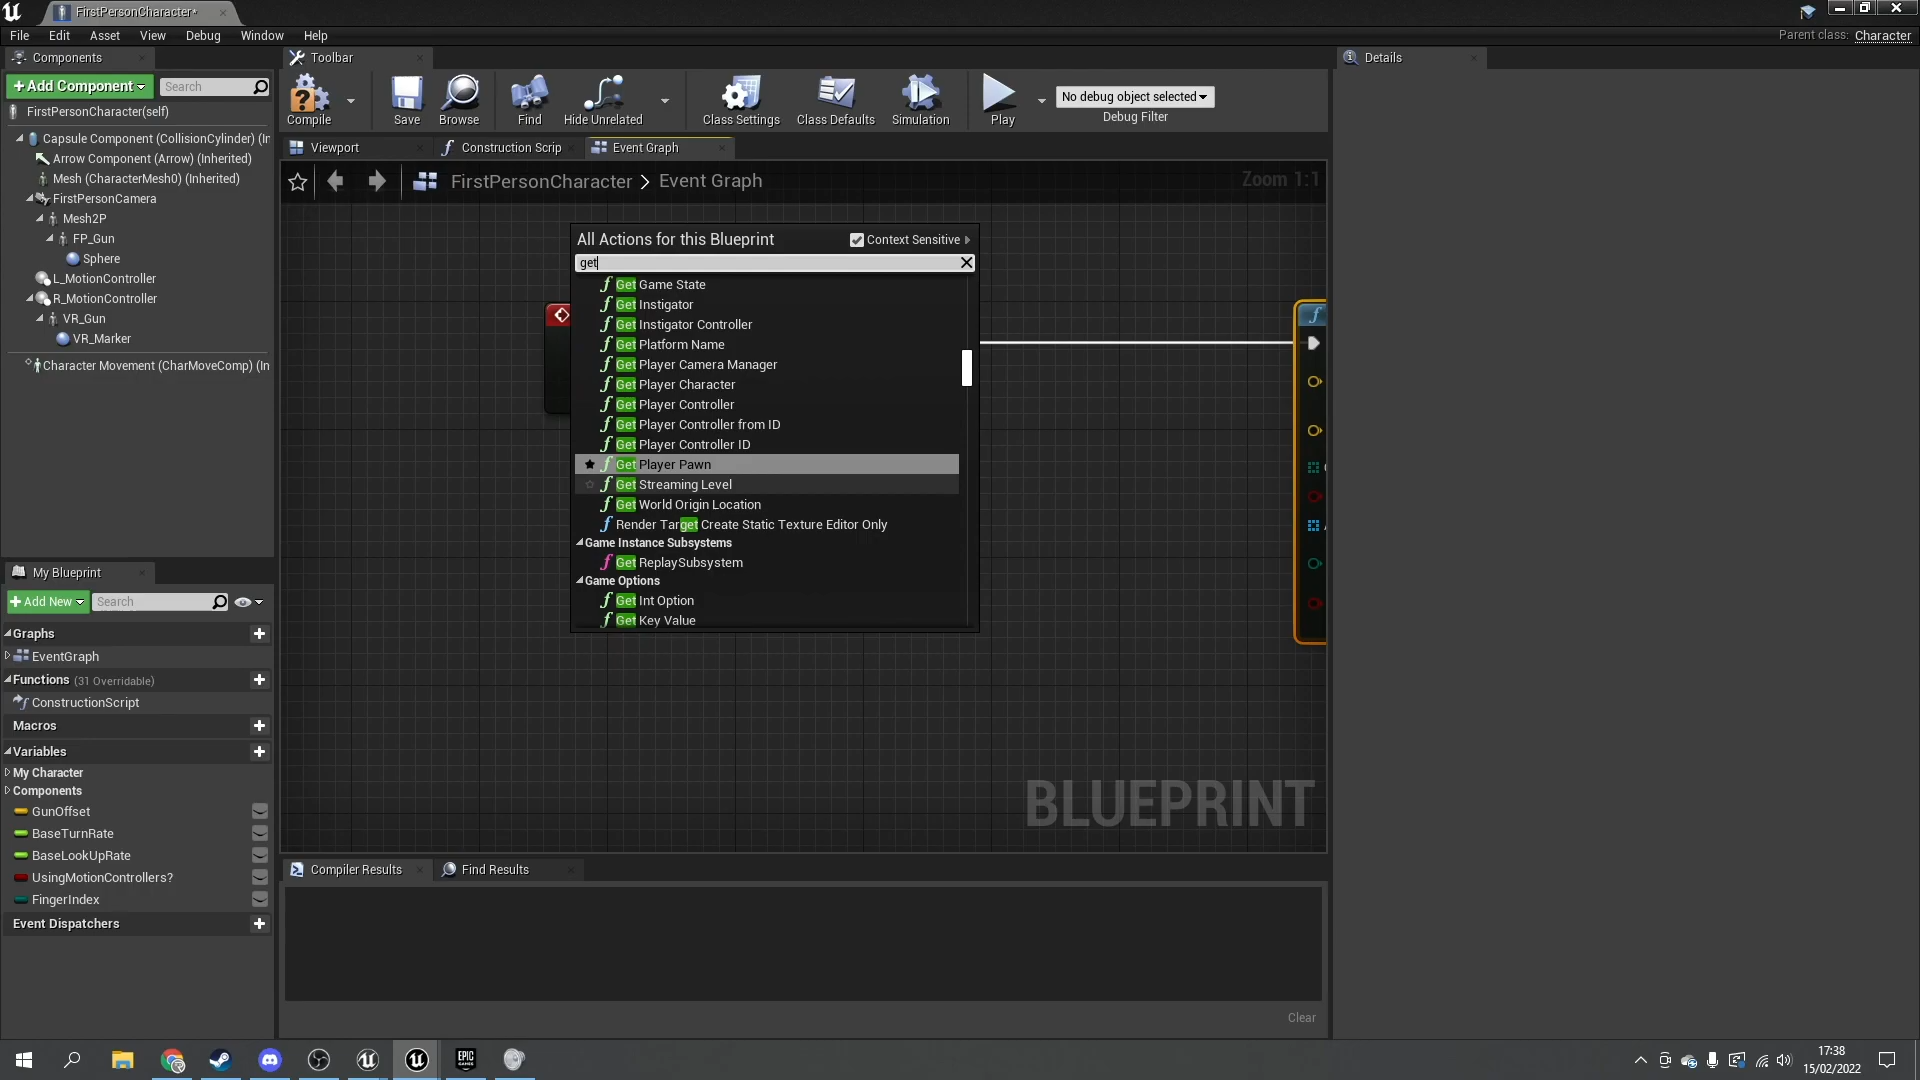 FirstPersonCharacter*
File Edit Asset View Debug Window Help
Parent class: Character
Components
+Add Component
Search
FirstPersonCharacter(self)
Capsule Component (CollisionCylinder) (In
Arrow Component (Arrow) (Inherited)
Mesh (CharacterMesh0) (Inherited)
FirstPersonCamera
Mesh2P
FP_Gun
Sphere
L_MotionController
R_MotionController
VR_Gun
VR_Marker
Character Movement (CharMoveComp) (In
My Blueprint
+Add New
Search
Graphs
EventGraph
Functions (31 Overridable)
ConstructionScript
Macros
Variables
My Character
Components
GunOffset
BaseTurnRate
BaseLookUpRate
UsingMotionControllers?
FingerIndex
Event Dispatchers
Toolbar
Compile
Save
Browse
Find
Hide Unrelated
Class Settings
Class Defaults
Simulation
Play
No debug object selected
Debug Filter
Viewport
Construction Scrip
Event Graph
FirstPersonCharacter > Event Graph
Zoom 1:1
All Actions for this Blueprint
Context Sensitive
get
Get Game State
Get Instigator
Get Instigator Controller
Get Platform Name
Get Player Camera Manager
Get Player Character
Get Player Controller
Get Player Controller from ID
Get Player Controller ID
Get Player Pawn
Get Streaming Level
Get World Origin Location
Render Target Create Static Texture Editor Only
Game Instance Subsystems
Get ReplaySubsystem
Game Options
Get Int Option
Get Key Value
BLUEPRINT
Compiler Results
Find Results
Clear
Details
EPIC
GAMES
17:38
15/02/2022